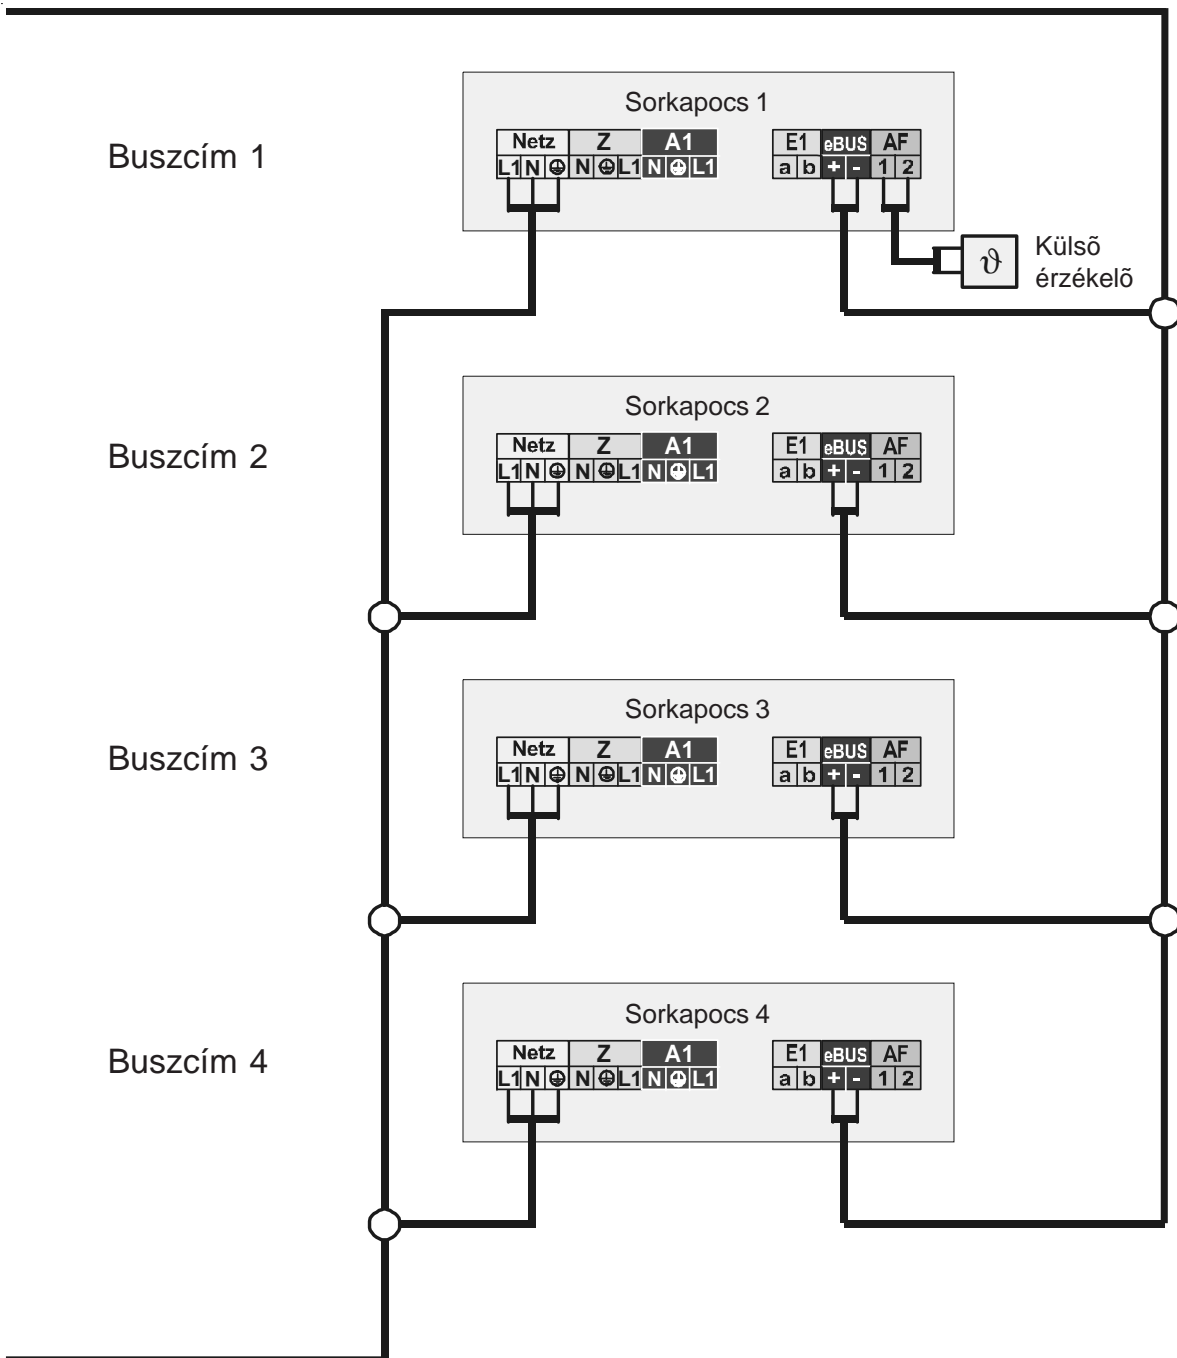 Sorkapocs 1
Buszcím 1
Netz Z A1 E1 eBUS AF
L1 N N L1 N L1 a b + - 1 2
ϑ
Külsõ
érzékelõ
Sorkapocs 2
Buszcím 2
Netz Z A1 E1 eBUS AF
L1 N N L1 N L1 a b + - 1 2
Sorkapocs 3
Buszcím 3
Netz Z A1 E1 eBUS AF
L1 N N L1 N L1 a b + - 1 2
Sorkapocs 4
Buszcím 4
Netz Z A1 E1 eBUS AF
L1 N N L1 N L1 a b + - 1 2